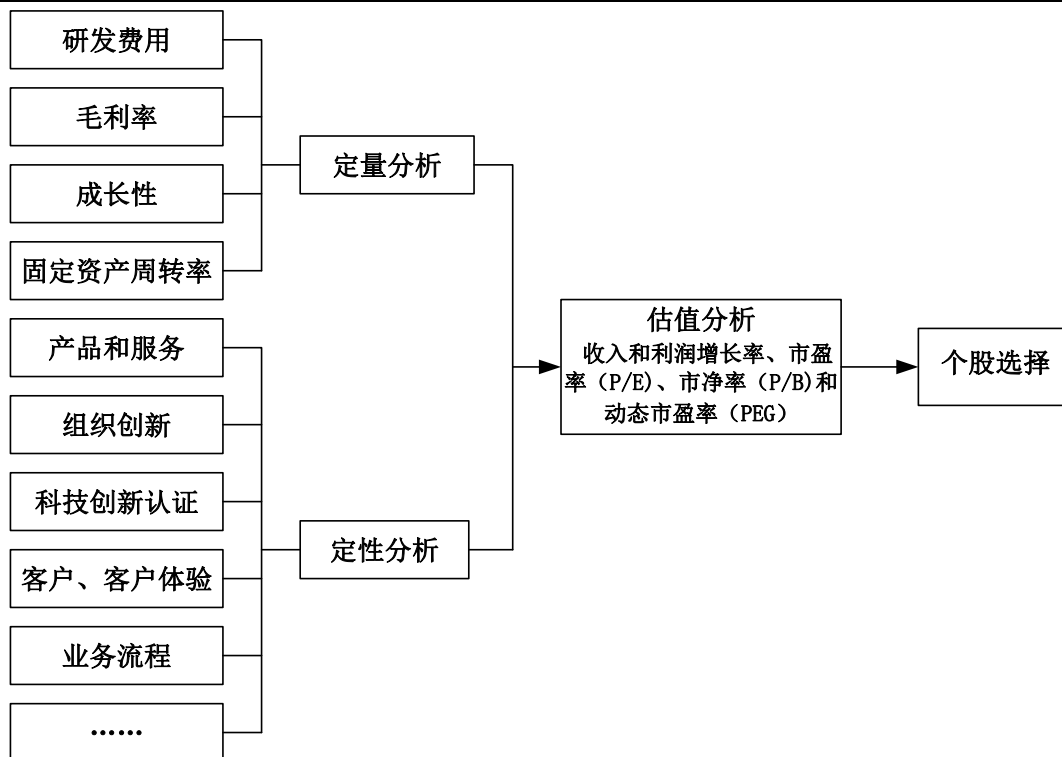 研发费用
毛利率
成长性
固定资产周转率
定量分析
产品和服务
组织创新
科技创新认证
客户、客户体验
业务流程
……
定性分析
估值分析
收入和利润增长率、市盈
率（P/E)、市净率（P/B)和
动态市盈率（PEG）
个股选择